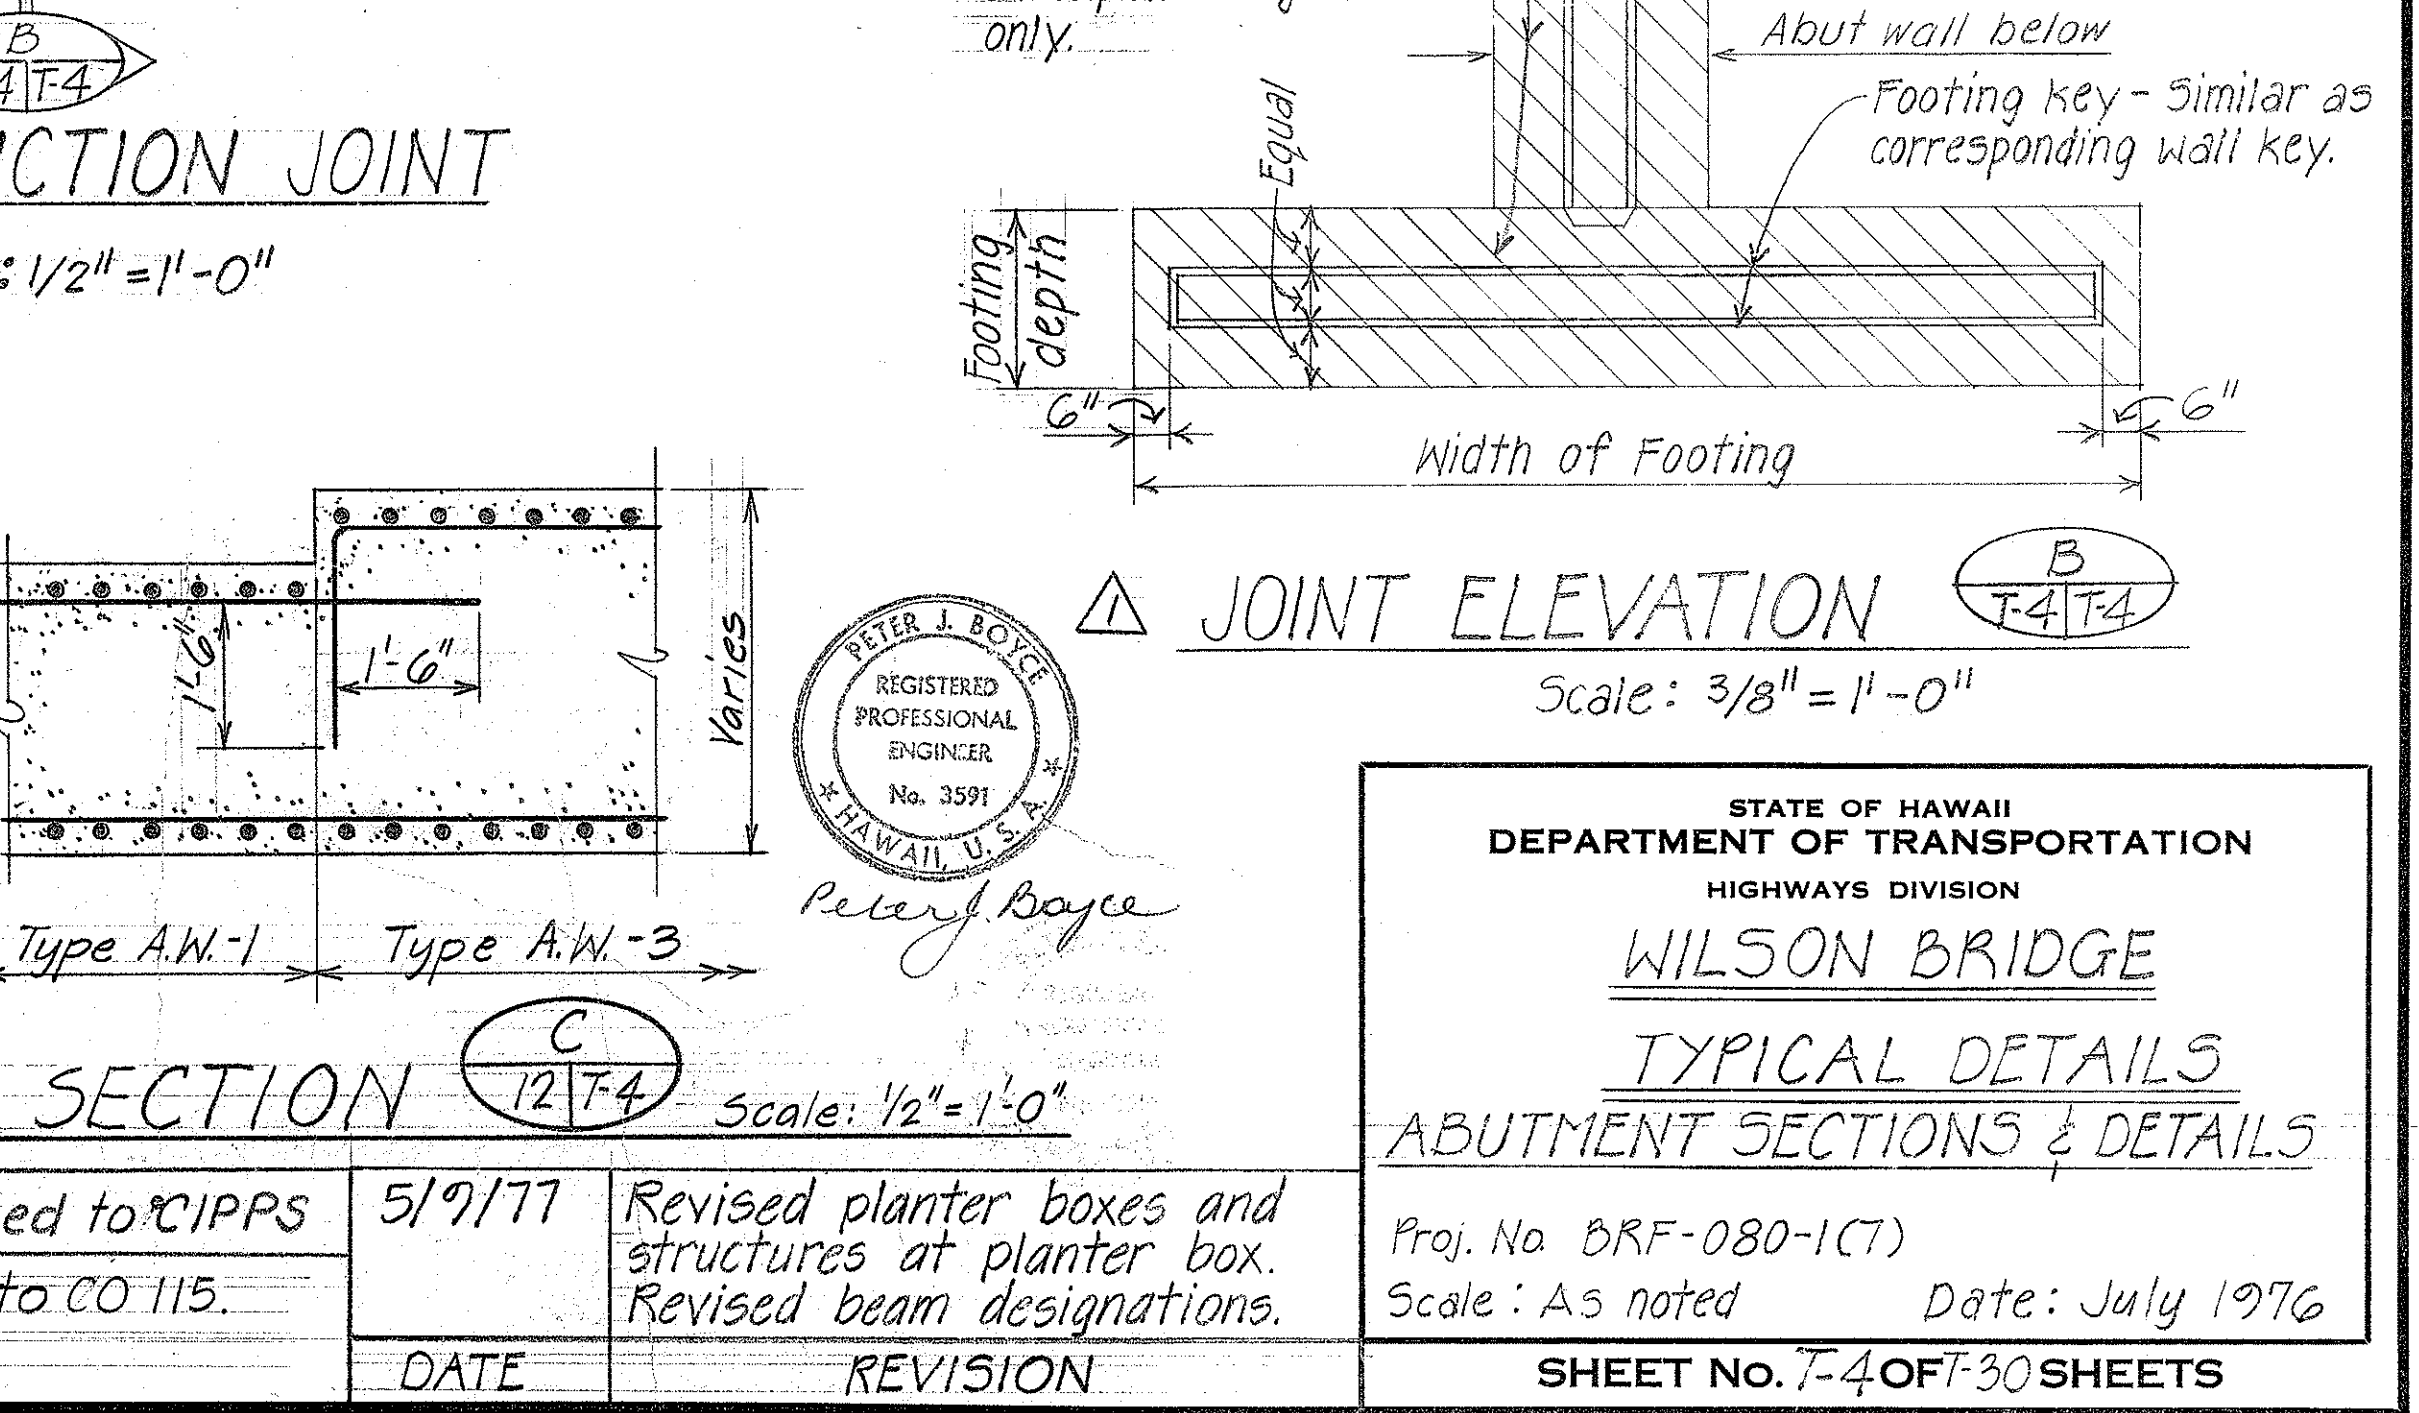 only.
Abut wall below
Footing key - Similar as
corresponding wall key.
B
T-4
JOINT
1/2" = 1'-0"
Equal
Footing
depth
6"
6"
Width of Footing
1'-6"
1'-6"
Varies
Type A.W.-1
Type A.W.-3
PETER J. BOYCE
REGISTERED
PROFESSIONAL
ENGINEER
No. 3591
HAWAII, U.S.A.
Peter J. Boyce
1 JOINT ELEVATION
B
T-4 T-4
Scale: 3/8" = 1'-0"
SECTION
C
12 T-4
Scale: 1/2" = 1'-0"
to CIPPS
to CO 115.
5/9/77
Revised planter boxes and
structures at planter box.
Revised beam designations.
DATE
REVISION
STATE OF HAWAII
DEPARTMENT OF TRANSPORTATION
HIGHWAYS DIVISION
WILSON BRIDGE
TYPICAL DETAILS
ABUTMENT SECTIONS & DETAILS
Proj. No. BRF-080-1(7)
Scale: As noted Date: July 1976
SHEET No. T-4 OF T-30 SHEETS